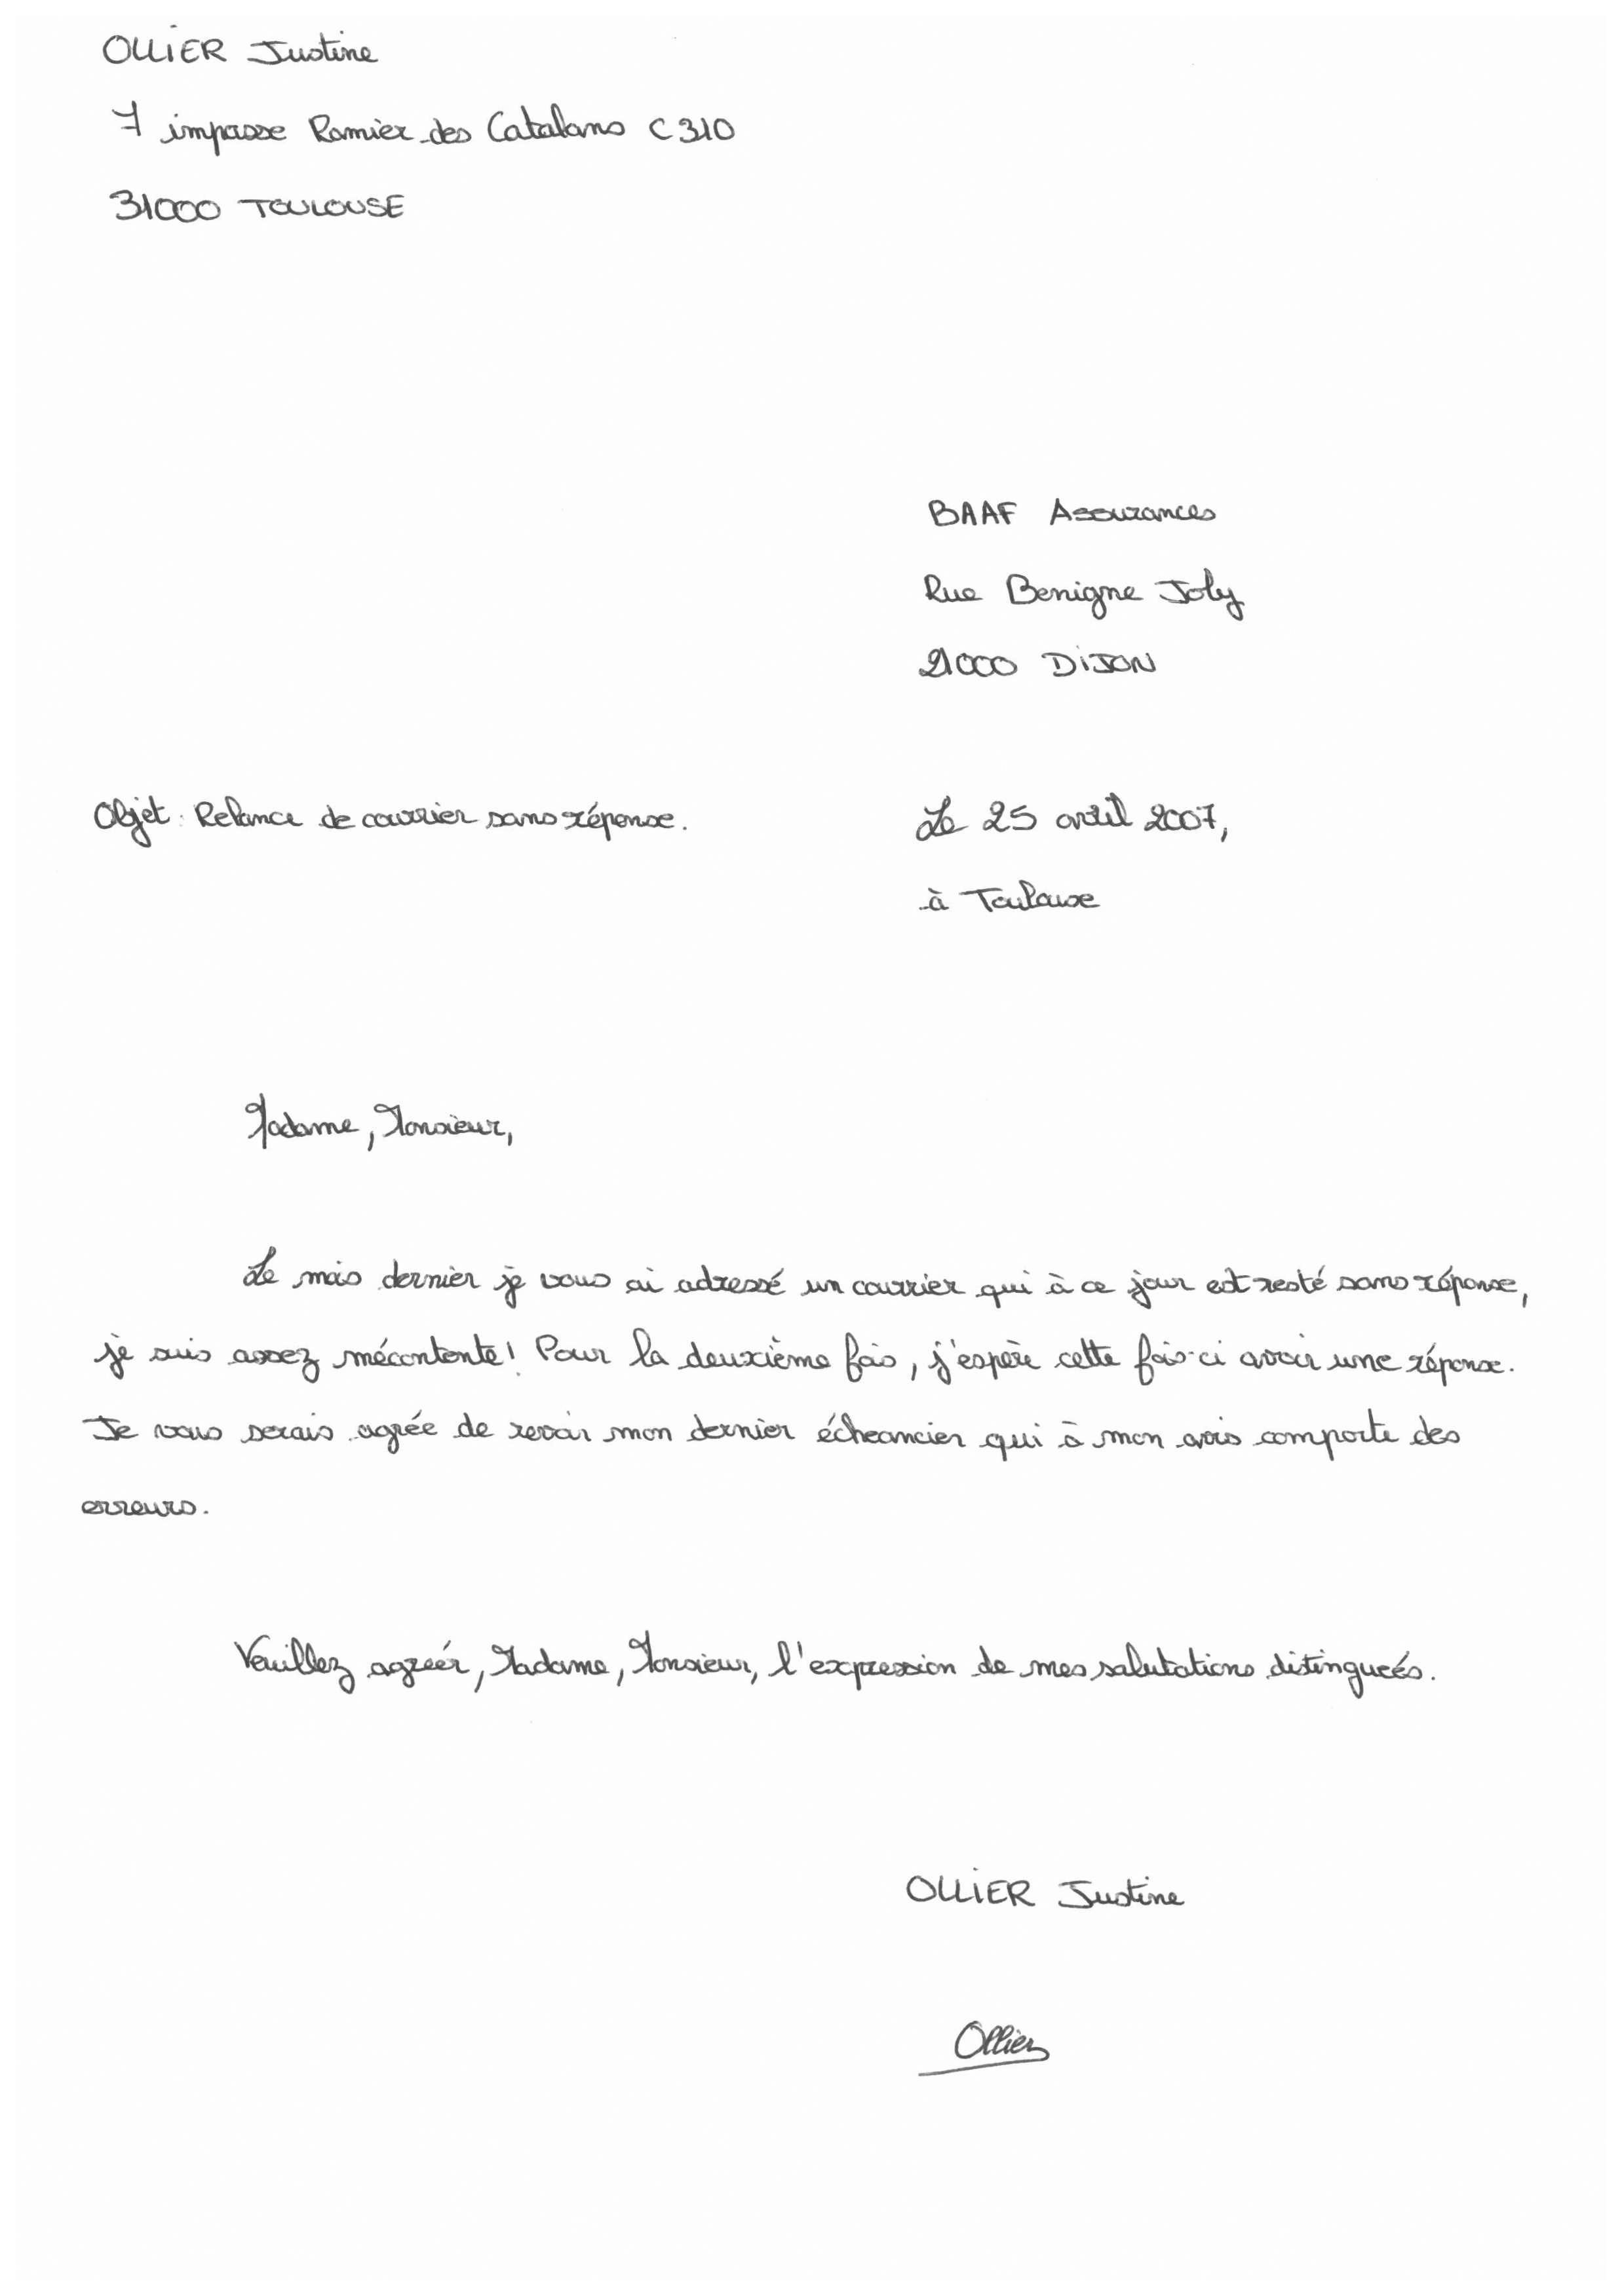 OLLIER Justine
7 impasse Ramier des Catalans C310
31000 TOULOUSE
BAAF Assurances
Rue Benigne Joly
21000 DIJON
Objet : Relance de courrier sans réponse.
Le 25 avril 2007,
à Toulouse
Madame, Monsieur,
Le mois dernier je vous ai adressé un courrier qui à ce jour est resté sans réponse,
je suis assez mécontente ! Pour la deuxième fois, j'espère cette fois-ci avoir une réponse.
Je vous serais agrée de revoir mon dernier écheancier qui à mon avis comporte des
erreurs.
Veuillez agréer, Madame, Monsieur, l'expression de mes salutations distinguées.
OLLIER Justine
Ollier